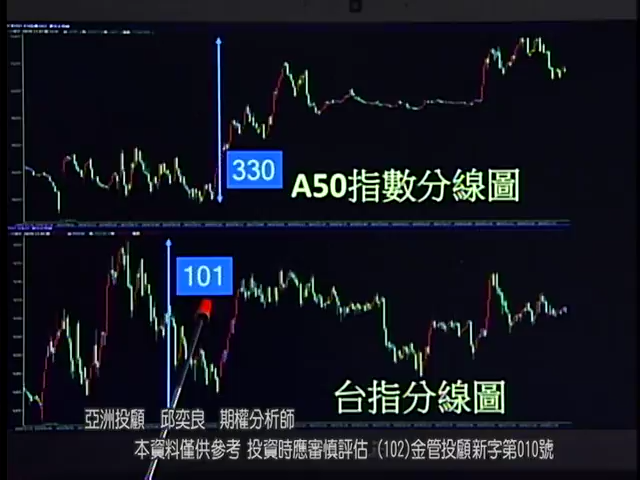 330
A50指數分線圖
101
台指分線圖
亞洲投顧 邱奕良 期權分析師
本資料僅供參考 投資時應審慎評估 (102)金管投顧新字第010號